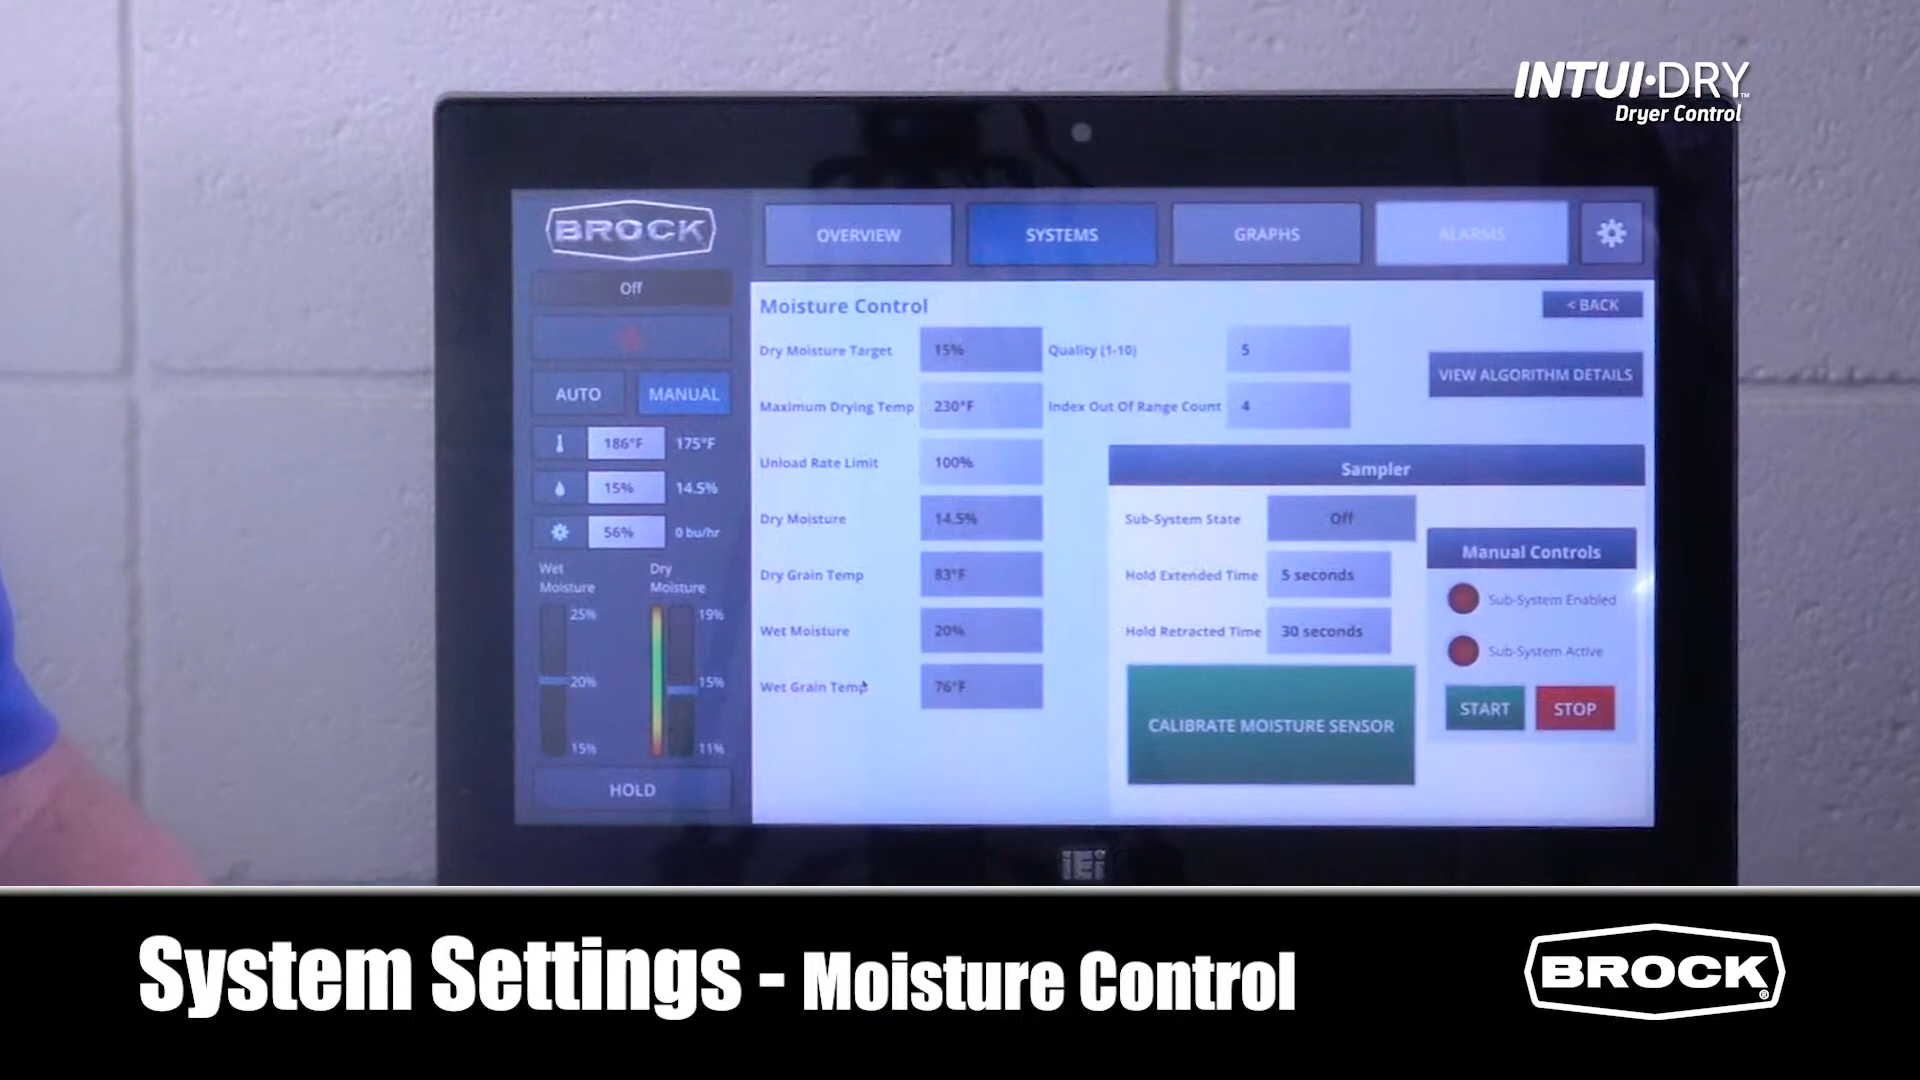 INTUI·DRY™
Dryer Control
BROCK
OVERVIEW
SYSTEMS
GRAPHS
ALARMS
Off
Moisture Control
< BACK
Dry Moisture Target 15% Quality (1-10) 5
VIEW ALGORITHM DETAILS
AUTO MANUAL
Maximum Drying Temp 230°F Index Out Of Range Count 4
186°F 175°F
Unload Rate Limit 100%
Sampler
15% 14.5%
Dry Moisture 14.5%
Sub-System State Off
56% 0 bu/hr
Manual Controls
Wet Moisture
Dry Moisture
Dry Grain Temp 83°F
Hold Extended Time 5 seconds
Sub-System Enabled
25% 19%
Wet Moisture 20%
Hold Retracted Time 30 seconds
Sub-System Active
20% 15%
Wet Grain Temp 76°F
START STOP
CALIBRATE MOISTURE SENSOR
15% 11%
HOLD
iEi
System Settings - Moisture Control
BROCK®